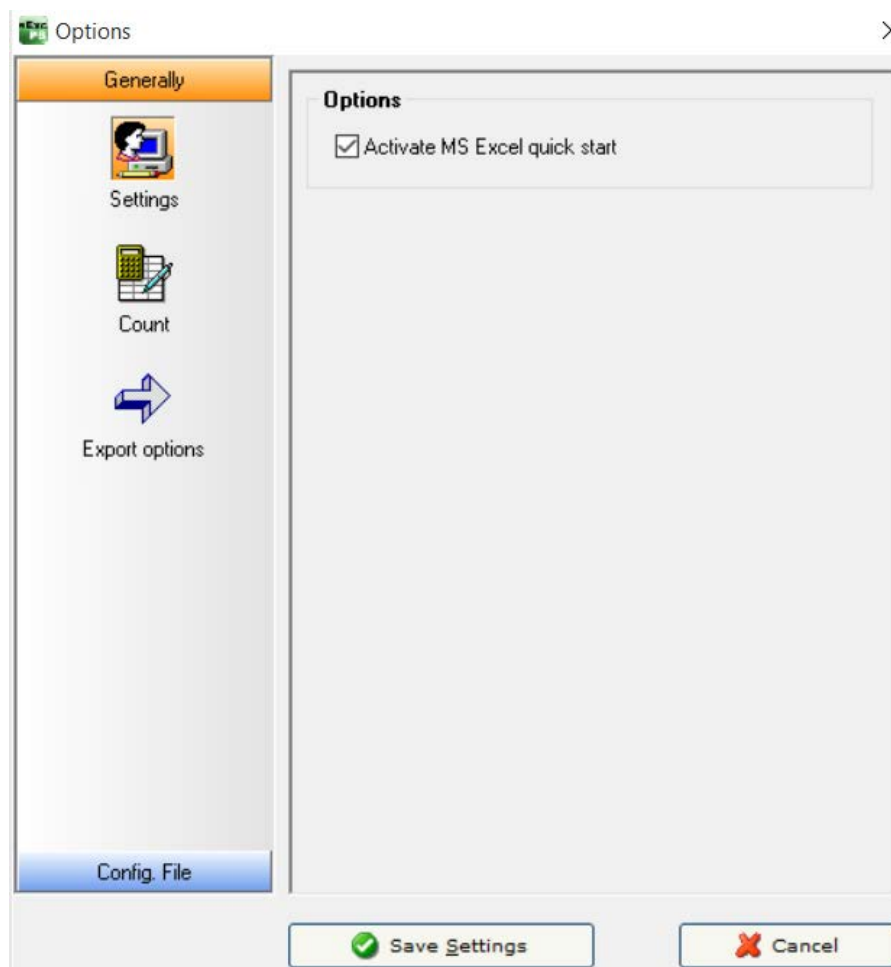 Options
Generally
Settings
Count
Export options
Config. File
Options
Activate MS Excel quick start
Save Settings
Cancel